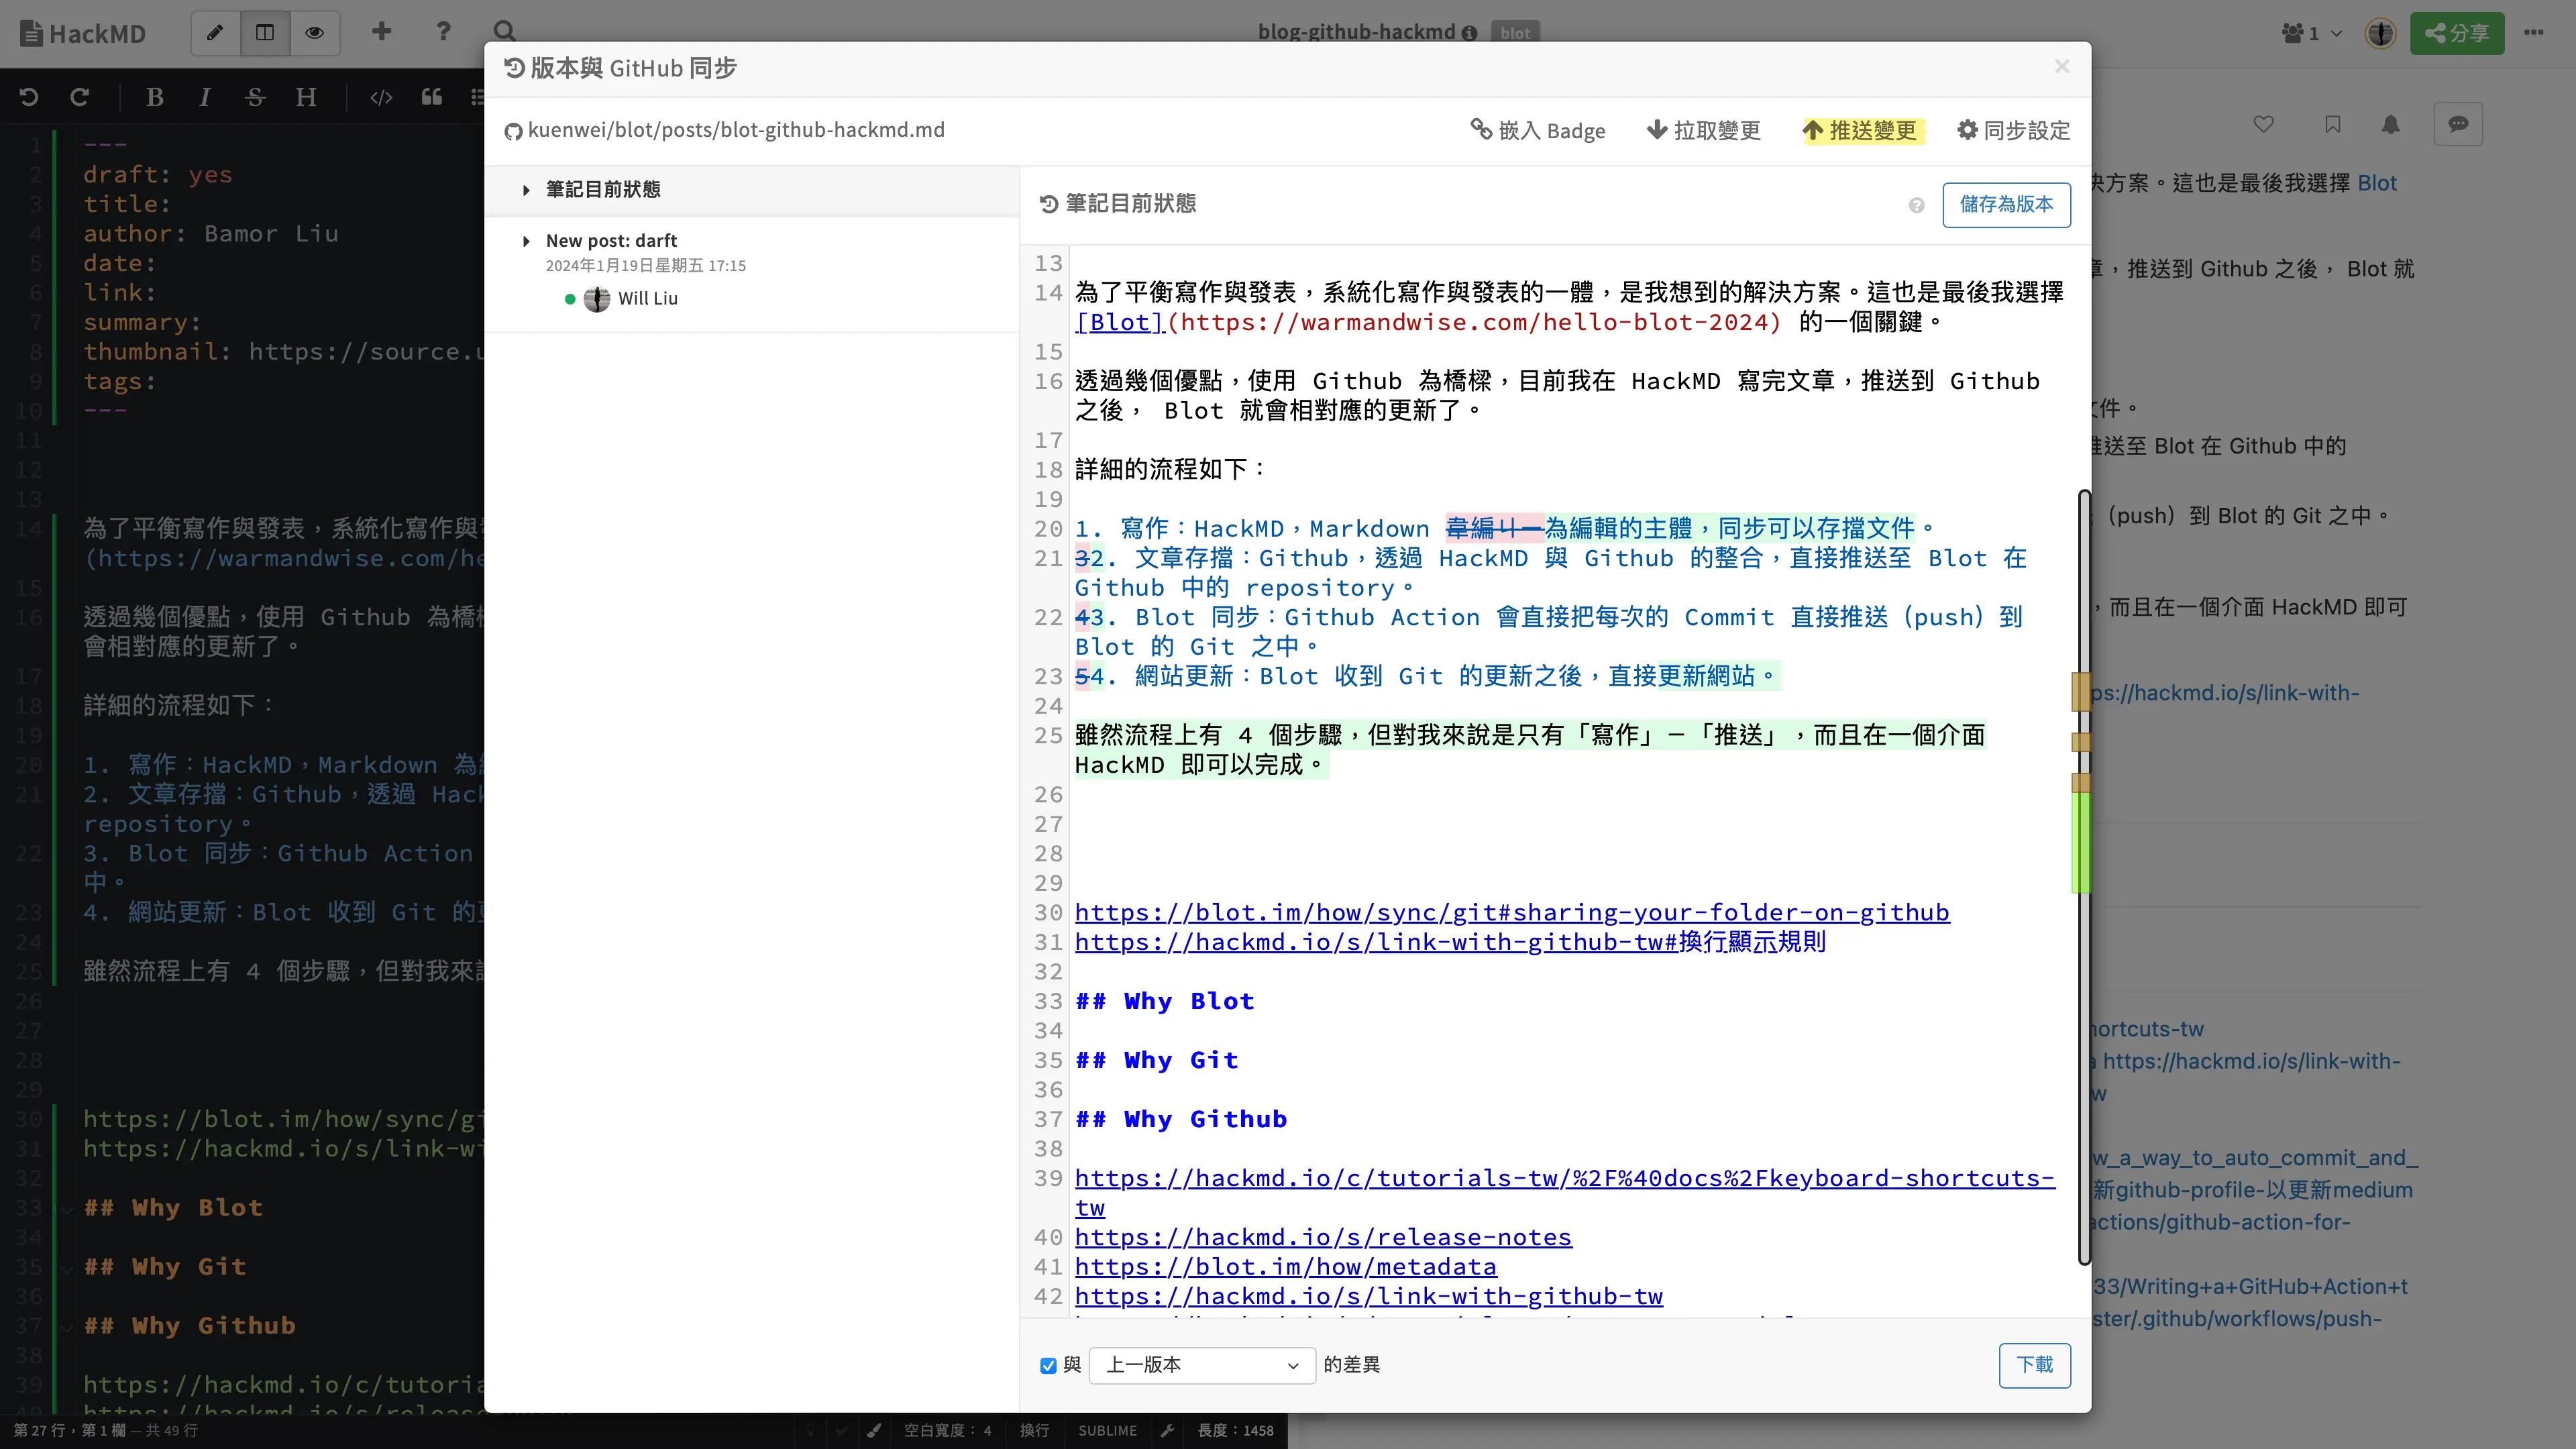 HackMD
blog-github-hackmd
blot
1
分享
版本與 GitHub 同步
kuenwei/blot/posts/blot-github-hackmd.md
嵌入 Badge
拉取變更
推送變更
同步設定
筆記目前狀態
New post: darft
2024年1月19日星期五 17:15
Will Liu
筆記目前狀態
儲存為版本
13
14 為了平衡寫作與發表，系統化寫作與發表的一體，是我想到的解決方案。這也是最後我選擇
[Blot](https://warmandwise.com/hello-blot-2024) 的一個關鍵。
15
16 透過幾個優點，使用 Github 為橋樑，目前我在 HackMD 寫完文章，推送到 Github
之後， Blot 就會相對應的更新了。
17
18 詳細的流程如下：
19
20 1. 寫作：HackMD，Markdown 韋編ㄐ一為編輯的主體，同步可以存擋文件。
21 32. 文章存擋：Github，透過 HackMD 與 Github 的整合，直接推送至 Blot 在
Github 中的 repository。
22 43. Blot 同步：Github Action 會直接把每次的 Commit 直接推送（push）到
Blot 的 Git 之中。
23 54. 網站更新：Blot 收到 Git 的更新之後，直接更新網站。
24
25 雖然流程上有 4 個步驟，但對我來說是只有「寫作」－「推送」，而且在一個介面
HackMD 即可以完成。
26
27
28
29
30 https://blot.im/how/sync/git#sharing-your-folder-on-github
31 https://hackmd.io/s/link-with-github-tw#換行顯示規則
32
33 ## Why Blot
34
35 ## Why Git
36
37 ## Why Github
38
39 https://hackmd.io/c/tutorials-tw/%2F%40docs%2Fkeyboard-shortcuts-
tw
40 https://hackmd.io/s/release-notes
41 https://blot.im/how/metadata
42 https://hackmd.io/s/link-with-github-tw
與 上一版本 的差異
下載
1 ---
2 draft: yes
3 title:
4 author: Bamor Liu
5 date:
6 link:
7 summary:
8 thumbnail: https://source.u
9 tags:
10 ---
11
12
13
14 為了平衡寫作與發表，系統化寫作與
(https://warmandwise.com/he
15
16 透過幾個優點，使用 Github 為橋
會相對應的更新了。
17
18 詳細的流程如下：
19
20 1. 寫作：HackMD，Markdown 為
21 2. 文章存擋：Github，透過 Hack
repository。
22 3. Blot 同步：Github Action
中。
23 4. 網站更新：Blot 收到 Git 的
24
25 雖然流程上有 4 個步驟，但對我來
26
27
28
29
30 https://blot.im/how/sync/gi
31 https://hackmd.io/s/link-wi
32
33 ## Why Blot
34
35 ## Why Git
36
37 ## Why Github
38
39 https://hackmd.io/c/tutoria
第 27 行，第 1 欄 — 共 49 行
空白寬度： 4
換行
SUBLIME
長度：1458
方案。這也是最後我選擇 Blot
，推送到 Github 之後， Blot 就
件。
推送至 Blot 在 Github 中的
（push）到 Blot 的 Git 之中。
，而且在一個介面 HackMD 即可
ps://hackmd.io/s/link-with-
hortcuts-tw
https://hackmd.io/s/link-with-
w
w_a_way_to_auto_commit_and_
新github-profile-以更新medium
actions/github-action-for-
33/Writing+a+GitHub+Action+t
ster/.github/workflows/push-